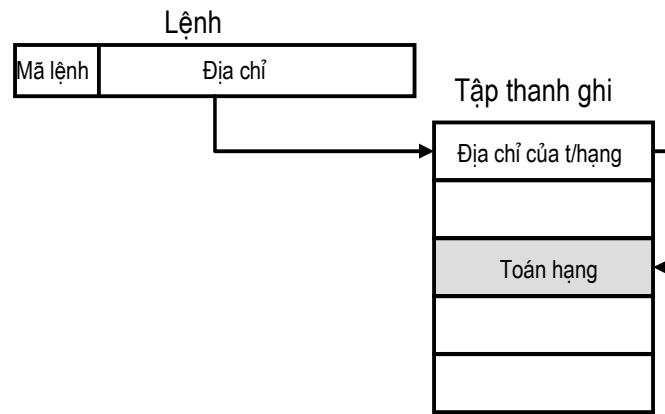 Lệnh
Mã lệnh
Địa chỉ
Tập thanh ghi
Địa chỉ của t/hạng
Toán hạng